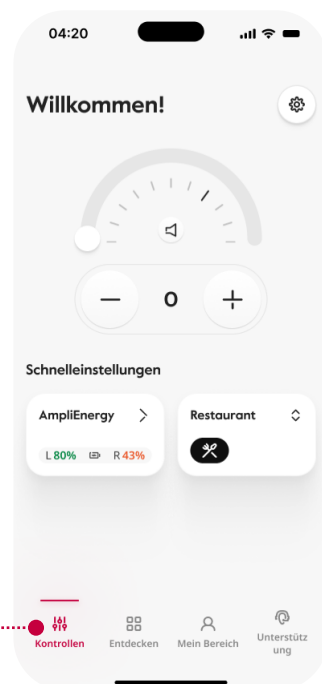 04:20
Willkommen!
0
Schnelleinstellungen
AmpliEnergy
Restaurant
L 80% R 43%
Kontrollen
Entdecken
Mein Bereich
Unterstütz
ung